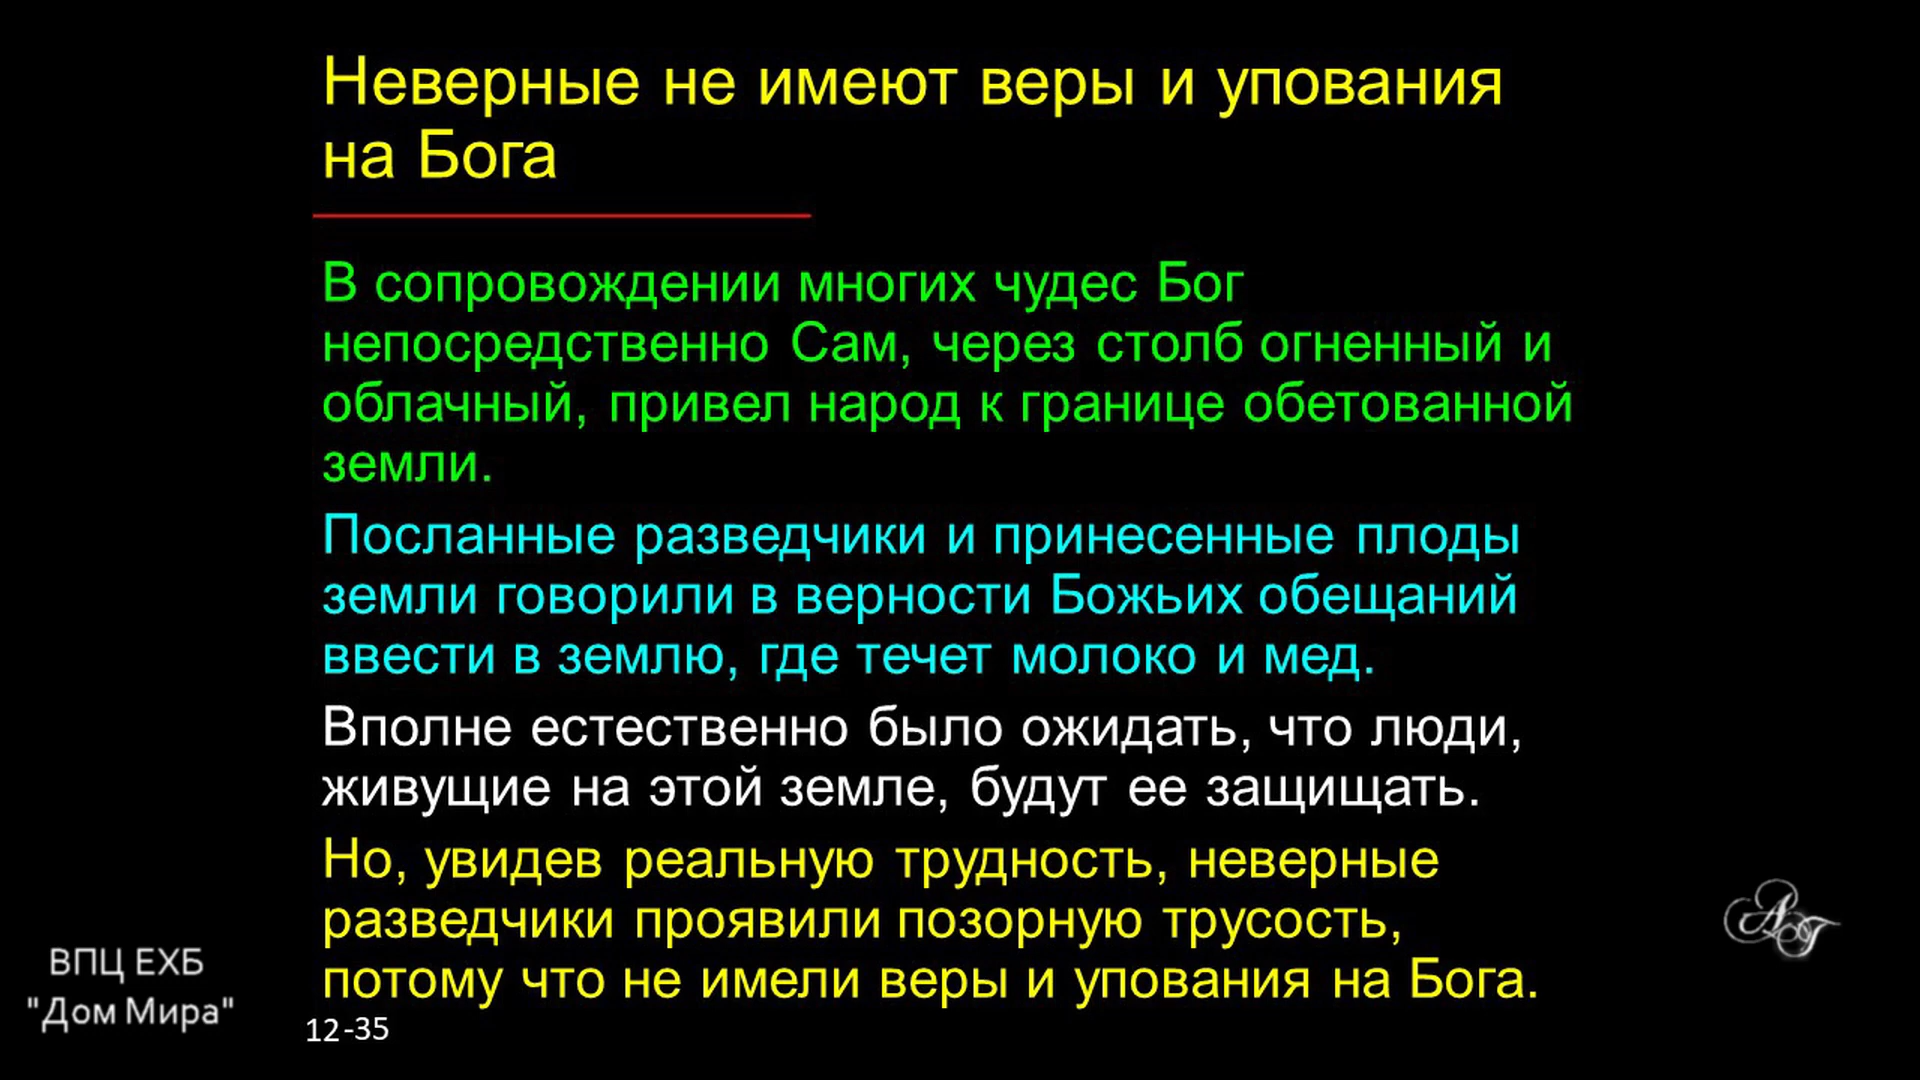 Неверные не имеют веры и упования
на Бога
В сопровождении многих чудес Бог
непосредственно Сам, через столб огненный и
облачный, привел народ к границе обетованной
земли.
Посланные разведчики и принесенные плоды
земли говорили в верности Божьих обещаний
ввести в землю, где течет молоко и мед.
Вполне естественно было ожидать, что люди,
живущие на этой земле, будут ее защищать.
Но, увидев реальную трудность, неверные
разведчики проявили позорную трусость,
потому что не имели веры и упования на Бога.
ВПЦ ЕХБ
"Дом Мира"
12-35